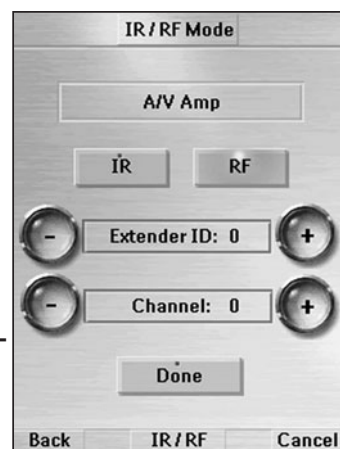 IR / RF Mode
A/V Amp
IR RF
- Extender ID: 0 +
- Channel: 0 +
Done
Back IR / RF Cancel